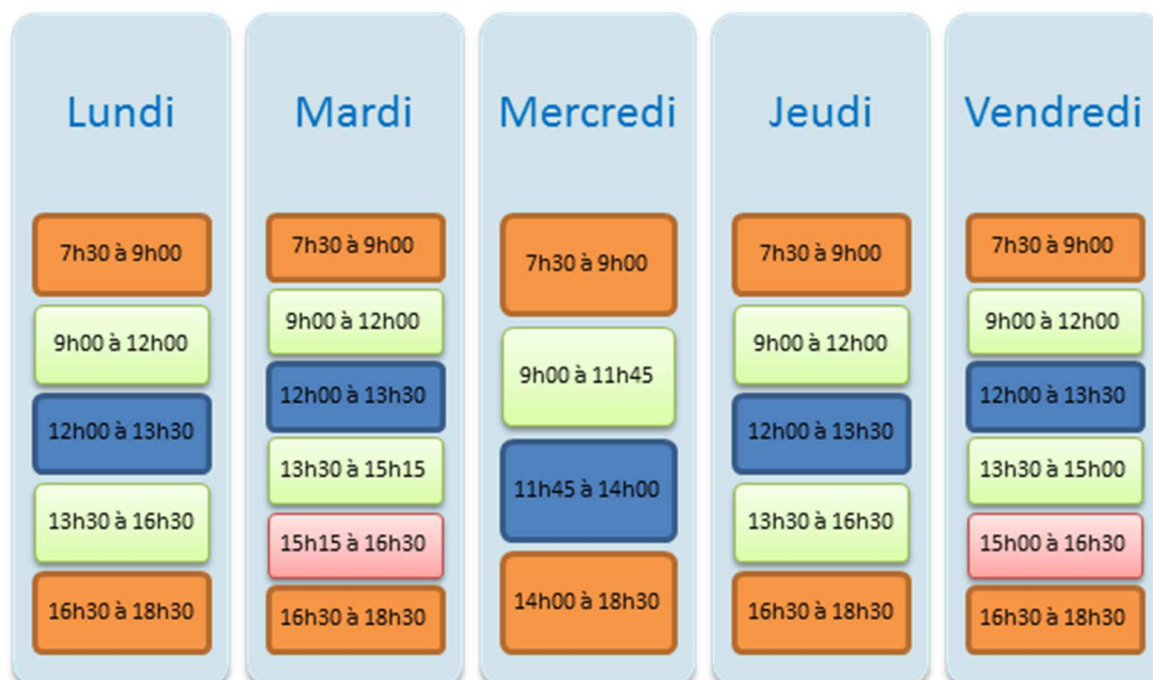 Lundi
7h30 à 9h00
9h00 à 12h00
12h00 à 13h30
13h30 à 16h30
16h30 à 18h30
Mardi
7h30 à 9h00
9h00 à 12h00
12h00 à 13h30
13h30 à 15h15
15h15 à 16h30
16h30 à 18h30
Mercredi
7h30 à 9h00
9h00 à 11h45
11h45 à 14h00
14h00 à 18h30
Jeudi
7h30 à 9h00
9h00 à 12h00
12h00 à 13h30
13h30 à 16h30
16h30 à 18h30
Vendredi
7h30 à 9h00
9h00 à 12h00
12h00 à 13h30
13h30 à 15h00
15h00 à 16h30
16h30 à 18h30